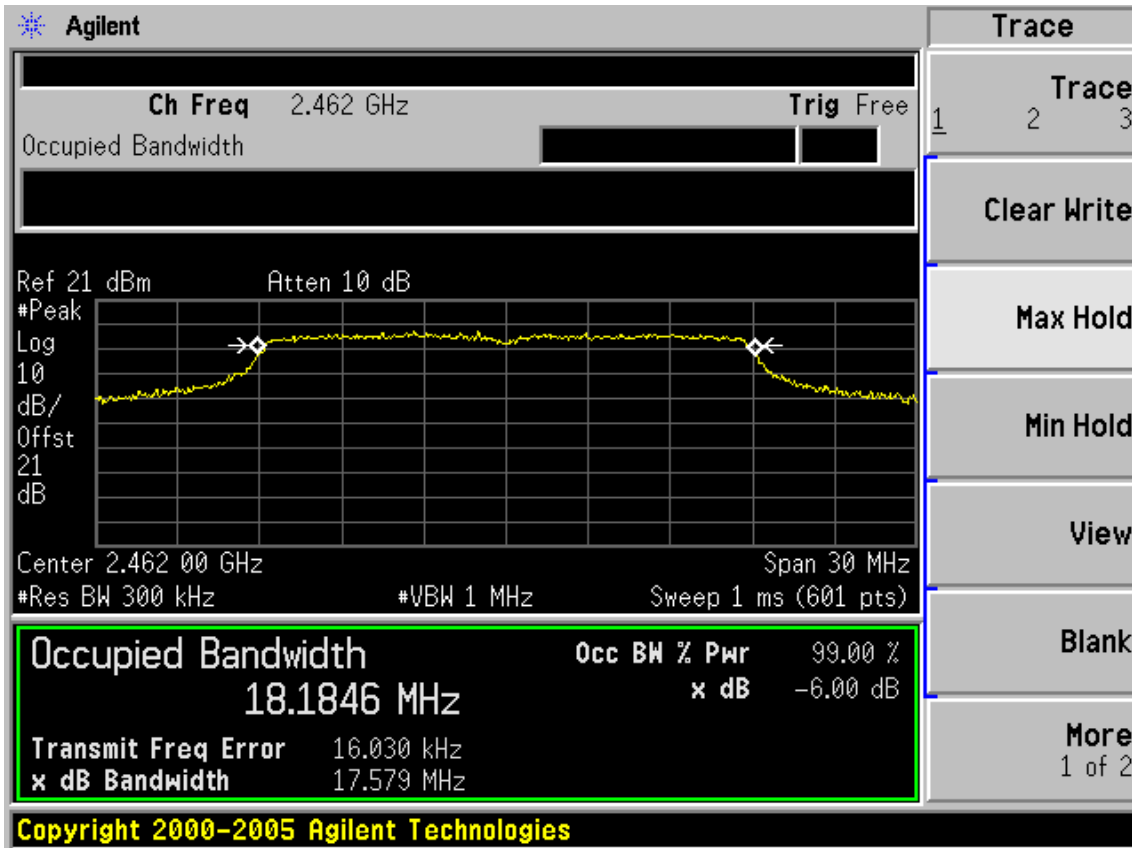 Agilent
Trace
Ch Freq 2.462 GHz Trig Free
Occupied Bandwidth
Trace
1 2 3
Clear Write
Max Hold
Min Hold
View
Blank
More
1 of 2
Ref 21 dBm Atten 10 dB
#Peak
Log
10
dB/
Offst
21
dB
Center 2.462 00 GHz Span 30 MHz
#Res BW 300 kHz #VBW 1 MHz Sweep 1 ms (601 pts)
Occupied Bandwidth Occ BW % Pwr 99.00 %
18.1846 MHz x dB -6.00 dB
Transmit Freq Error 16.030 kHz
x dB Bandwidth 17.579 MHz
Copyright 2000-2005 Agilent Technologies